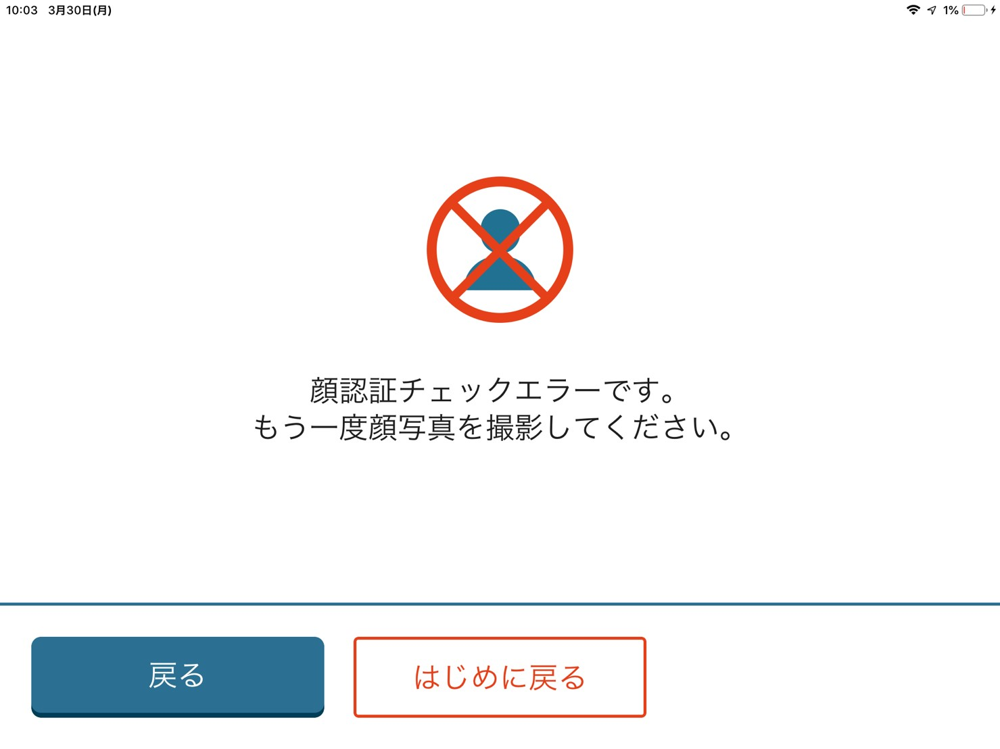 10:03 3月30日(月)
1%
顔認証チェックエラーです。
もう一度顔写真を撮影してください。
戻る
はじめに戻る